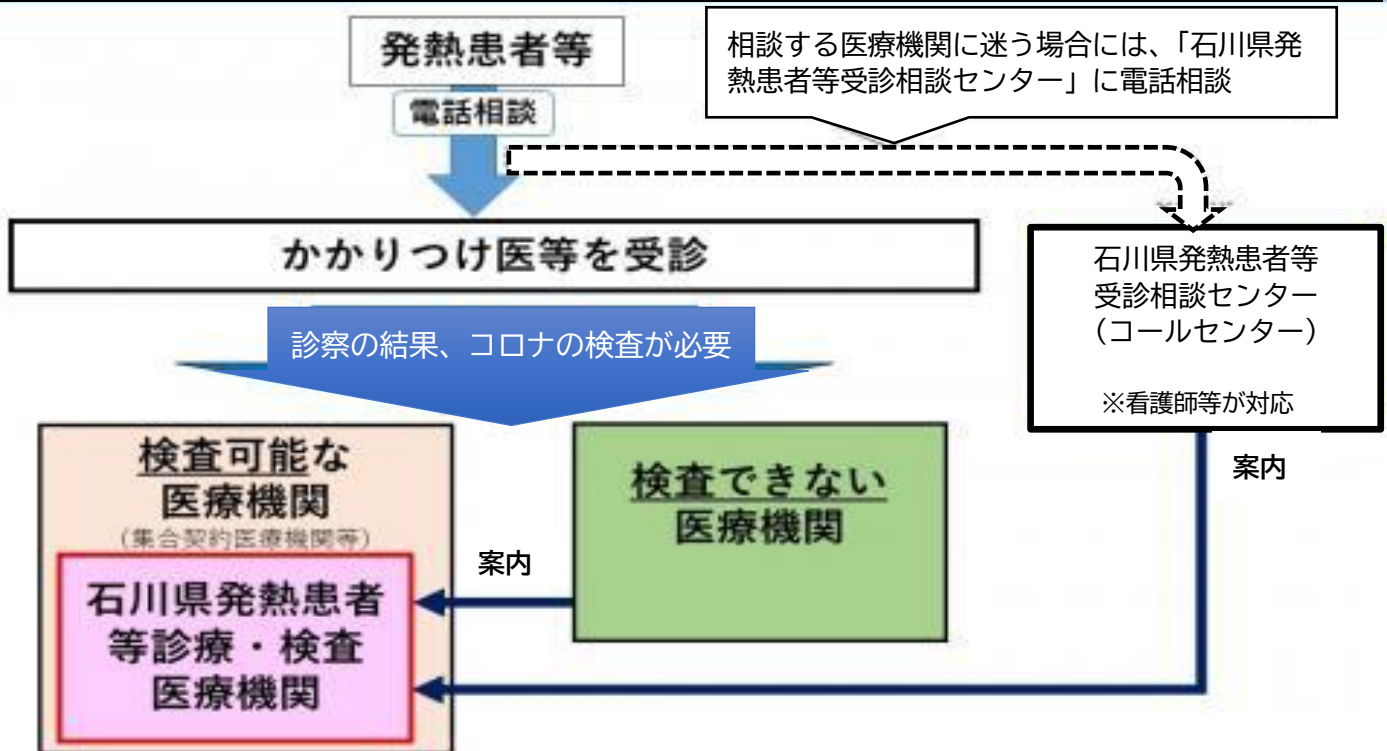 発熱患者等
電話相談
相談する医療機関に迷う場合には、「石川県発
熱患者等受診相談センター」に電話相談
かかりつけ医等を受診
石川県発熱患者等
受診相談センター
（コールセンター）
※看護師等が対応
診察の結果、コロナの検査が必要
検査可能な
医療機関
（集合契約医療機関等）
石川県発熱患者
等診療・検査
医療機関
案内
検査できない
医療機関
案内